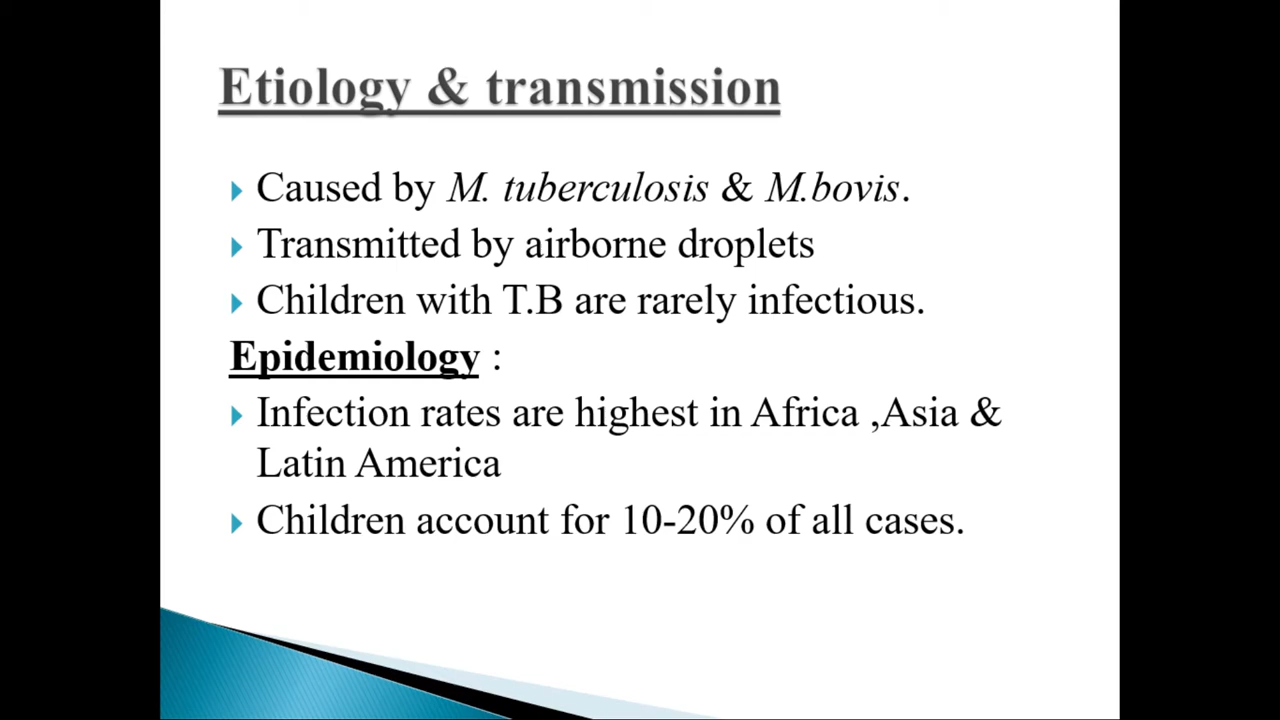 Etiology & transmission
Caused by M. tuberculosis & M.bovis.
Transmitted by airborne droplets
Children with T.B are rarely infectious.
Epidemiology :
Infection rates are highest in Africa ,Asia &
Latin America
Children account for 10-20% of all cases.